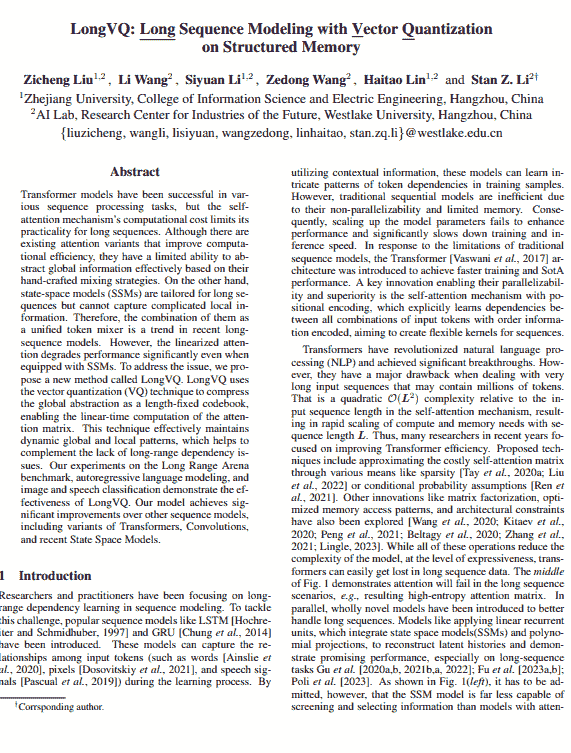 LongVQ: Long Sequence Modeling with Vector Quantization
on Structured Memory
Zicheng Liu1,2 , Li Wang2 , Siyuan Li1,2 , Zedong Wang2 , Haitao Lin1,2 and Stan Z. Li2†
1Zhejiang University, College of Information Science and Electric Engineering, Hangzhou, China
2AI Lab, Research Center for Industries of the Future, Westlake University, Hangzhou, China
{liuzicheng, wangli, lisiyuan, wangzedong, linhaitao, stan.zq.li}@westlake.edu.cn
Abstract
Transformer models have been successful in var-
ious sequence processing tasks, but the self-
attention mechanism's computational cost limits its
practicality for long sequences. Although there are
existing attention variants that improve computa-
tional efficiency, they have a limited ability to ab-
stract global information effectively based on their
hand-crafted mixing strategies. On the other hand,
state-space models (SSMs) are tailored for long se-
quences but cannot capture complicated local in-
formation. Therefore, the combination of them as
a unified token mixer is a trend in recent long-
sequence models. However, the linearized atten-
tion degrades performance significantly even when
equipped with SSMs. To address the issue, we pro-
pose a new method called LongVQ. LongVQ uses
the vector quantization (VQ) technique to compress
the global abstraction as a length-fixed codebook,
enabling the linear-time computation of the atten-
tion matrix. This technique effectively maintains
dynamic global and local patterns, which helps to
complement the lack of long-range dependency is-
sues. Our experiments on the Long Range Arena
benchmark, autoregressive language modeling, and
image and speech classification demonstrate the ef-
fectiveness of LongVQ. Our model achieves sig-
nificant improvements over other sequence models,
including variants of Transformers, Convolutions,
and recent State Space Models.
1 Introduction
Researchers and practitioners have been focusing on long-
range dependency learning in sequence modeling. To tackle
this challenge, popular sequence models like LSTM [Hochre-
iter and Schmidhuber, 1997] and GRU [Chung et al., 2014]
have been introduced. These models can capture the re-
lationships among input tokens (such as words [Ainslie et
al., 2020], pixels [Dosovitskiy et al., 2021], and speech sig-
nals [Pascual et al., 2019]) during the learning process. By
†Corresponding author.
utilizing contextual information, these models can learn in-
tricate patterns of token dependencies in training samples.
However, traditional sequential models are inefficient due
to their non-parallelizability and limited memory. Conse-
quently, scaling up the model parameters fails to enhance
performance and significantly slows down training and in-
ference speed. In response to the limitations of traditional
sequence models, the Transformer [Vaswani et al., 2017] ar-
chitecture was introduced to achieve faster training and SotA
performance. A key innovation enabling their parallelizabil-
ity and superiority is the self-attention mechanism with po-
sitional encoding, which explicitly learns dependencies be-
tween all combinations of input tokens with order informa-
tion encoded, aiming to create flexible kernels for sequences.
Transformers have revolutionized natural language pro-
cessing (NLP) and achieved significant breakthroughs. How-
ever, they have a major drawback when dealing with very
long input sequences that may contain millions of tokens.
That is a quadratic O(L²) complexity relative to the in-
put sequence length in the self-attention mechanism, result-
ing in rapid scaling of compute and memory needs with se-
quence length L. Thus, many researchers in recent years fo-
cused on improving Transformer efficiency. Proposed tech-
niques include approximating the costly self-attention matrix
through various means like sparsity [Tay et al., 2020a; Liu
et al., 2022] or conditional probability assumptions [Ren et
al., 2021]. Other innovations like matrix factorization, opti-
mized memory access patterns, and architectural constraints
have also been explored [Wang et al., 2020; Kitaev et al.,
2020; Peng et al., 2021; Beltagy et al., 2020; Zhang et al.,
2021; Lingle, 2023]. While all of these operations reduce the
complexity of the model, at the level of expressiveness, trans-
formers can easily get lost in long sequence data. The middle
of Fig. 1 demonstrates attention will fail in the long sequence
scenarios, e.g., resulting high-entropy attention matrix. In
parallel, wholly novel models have been introduced to better
handle long sequences. Models like applying linear recurrent
units, which integrate state space models(SSMs) and polyno-
mial projections, to reconstruct latent histories and demon-
strate promising performance, especially on long-sequence
tasks Gu et al. [2020a,b, 2021b,a, 2022]; Fu et al. [2023a,b];
Poli et al. [2023]. As shown in Fig. 1(left), it has to be ad-
mitted, however, that the SSM model is far less capable of
screening and selecting information than models with atten-